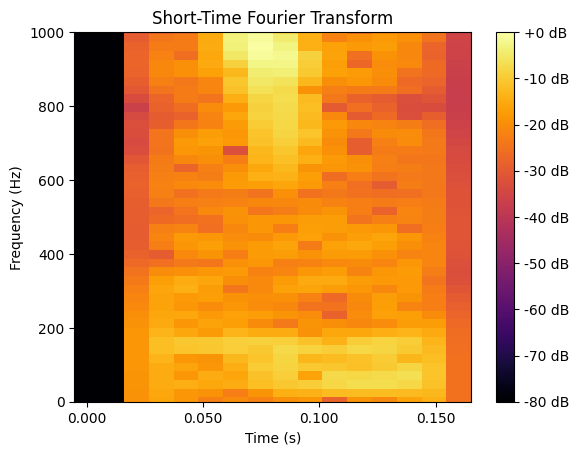 Short-Time Fourier Transform
1000
800
600
400
200
0
Frequency (Hz)
0.000
0.050
0.100
0.150
Time (s)
+0 dB
-10 dB
-20 dB
-30 dB
-40 dB
-50 dB
-60 dB
-70 dB
-80 dB